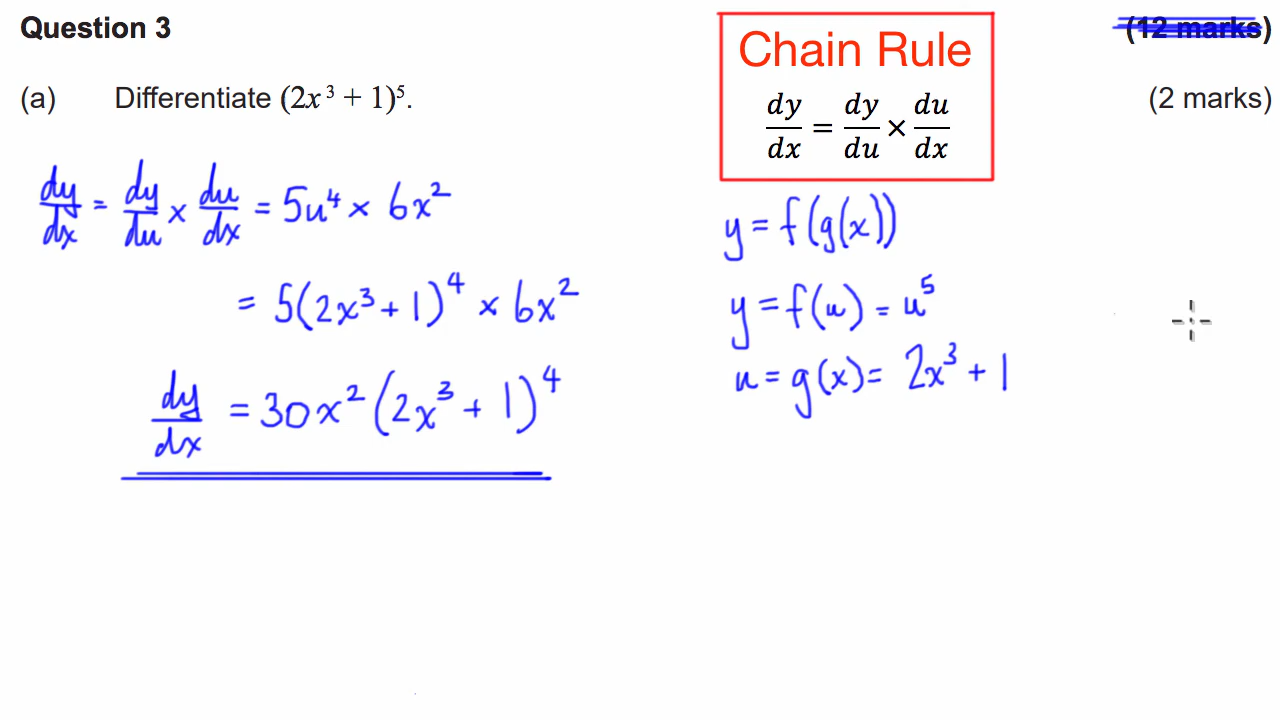 Question 3
(12 marks)
(a) Differentiate (2x³ + 1)⁵.
(2 marks)
Chain Rule
dy/dx = dy/du × du/dx
dy/dx = dy/du × du/dx = 5u⁴ × 6x²
= 5(2x³ + 1)⁴ × 6x²
dy/dx = 30x² (2x³ + 1)⁴
y = f(g(x))
y = f(u) = u⁵
u = g(x) = 2x³ + 1